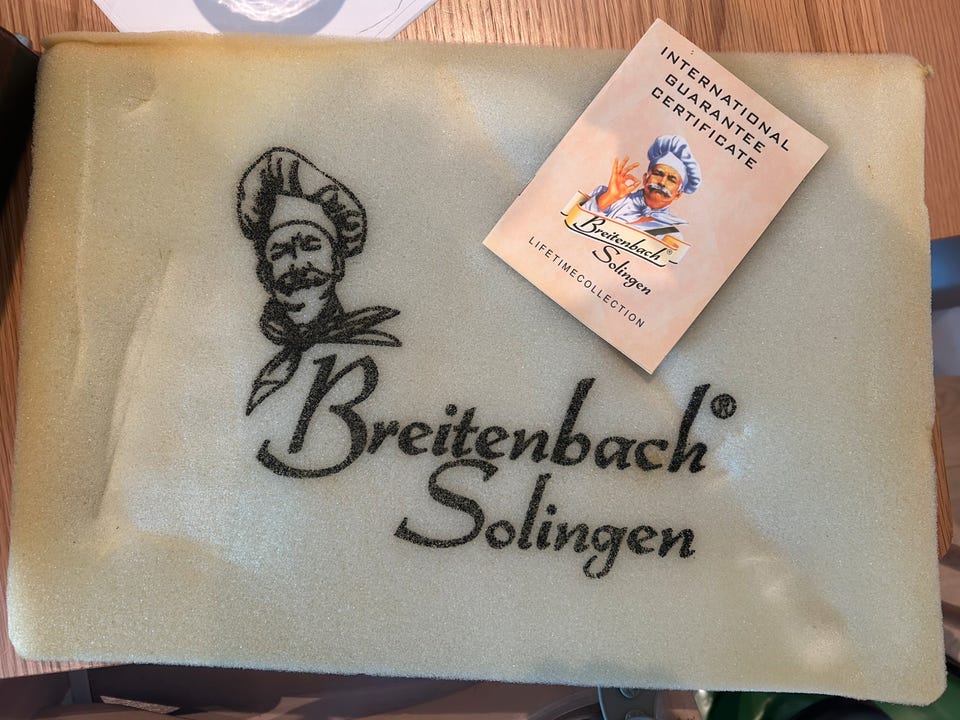 INTERNATIONAL
GUARANTEE
CERTIFICATE
Breitenbach®
Solingen
LIFETIMECOLLECTION
Breitenbach®
Solingen